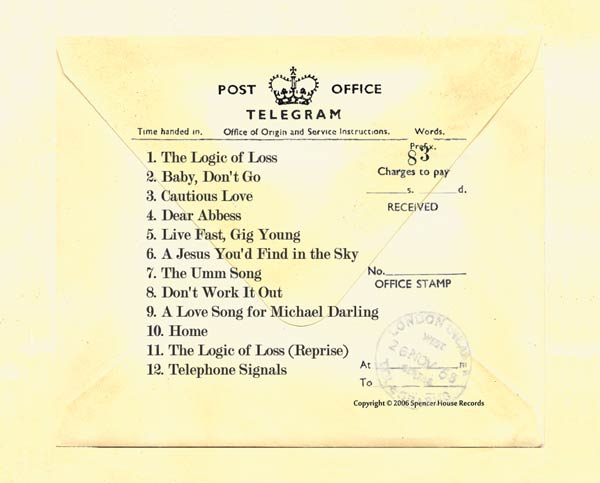 POST OFFICE
TELEGRAM
Time handed in. Office of Origin and Service Instructions. Words.
Prefix.
83
1. The Logic of Loss
Charges to pay
2. Baby, Don't Go
s. d.
3. Cautious Love
RECEIVED
4. Dear Abbess
5. Live Fast, Gig Young
6. A Jesus You'd Find in the Sky
7. The Umm Song
No.
OFFICE STAMP
8. Don't Work It Out
9. A Love Song for Michael Darling
10. Home
11. The Logic of Loss (Reprise)
12. Telephone Signals
LONDON
WEST
26 NOV 68
At m
To
Copyright © 2006 Spencer House Records